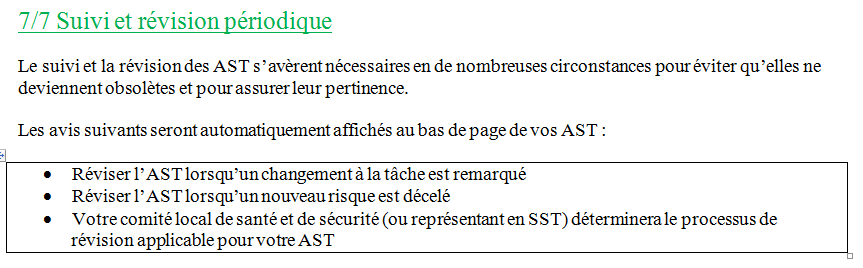 7/7 Suivi et révision périodique
Le suivi et la révision des AST s’avèrent nécessaires en de nombreuses circonstances pour éviter qu’elles ne
deviennent obsolètes et pour assurer leur pertinence.
Les avis suivants seront automatiquement affichés au bas de page de vos AST :
• Réviser l’AST lorsqu’un changement à la tâche est remarqué
• Réviser l’AST lorsqu’un nouveau risque est décelé
• Votre comité local de santé et de sécurité (ou représentant en SST) déterminera le processus de
révision applicable pour votre AST